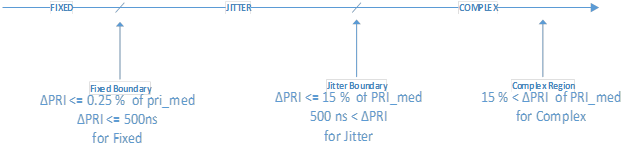 FIXED
JITTER
COMPLEX
Fixed Boundary
ΔPRI <= 0.25 % of pri_med
ΔPRI <= 500ns
for Fixed
Jitter Boundary
ΔPRI <= 15 % of PRI_med
500 ns < ΔPRI
for Jitter
Complex Region
15 % < ΔPRI of PRI_med
for Complex